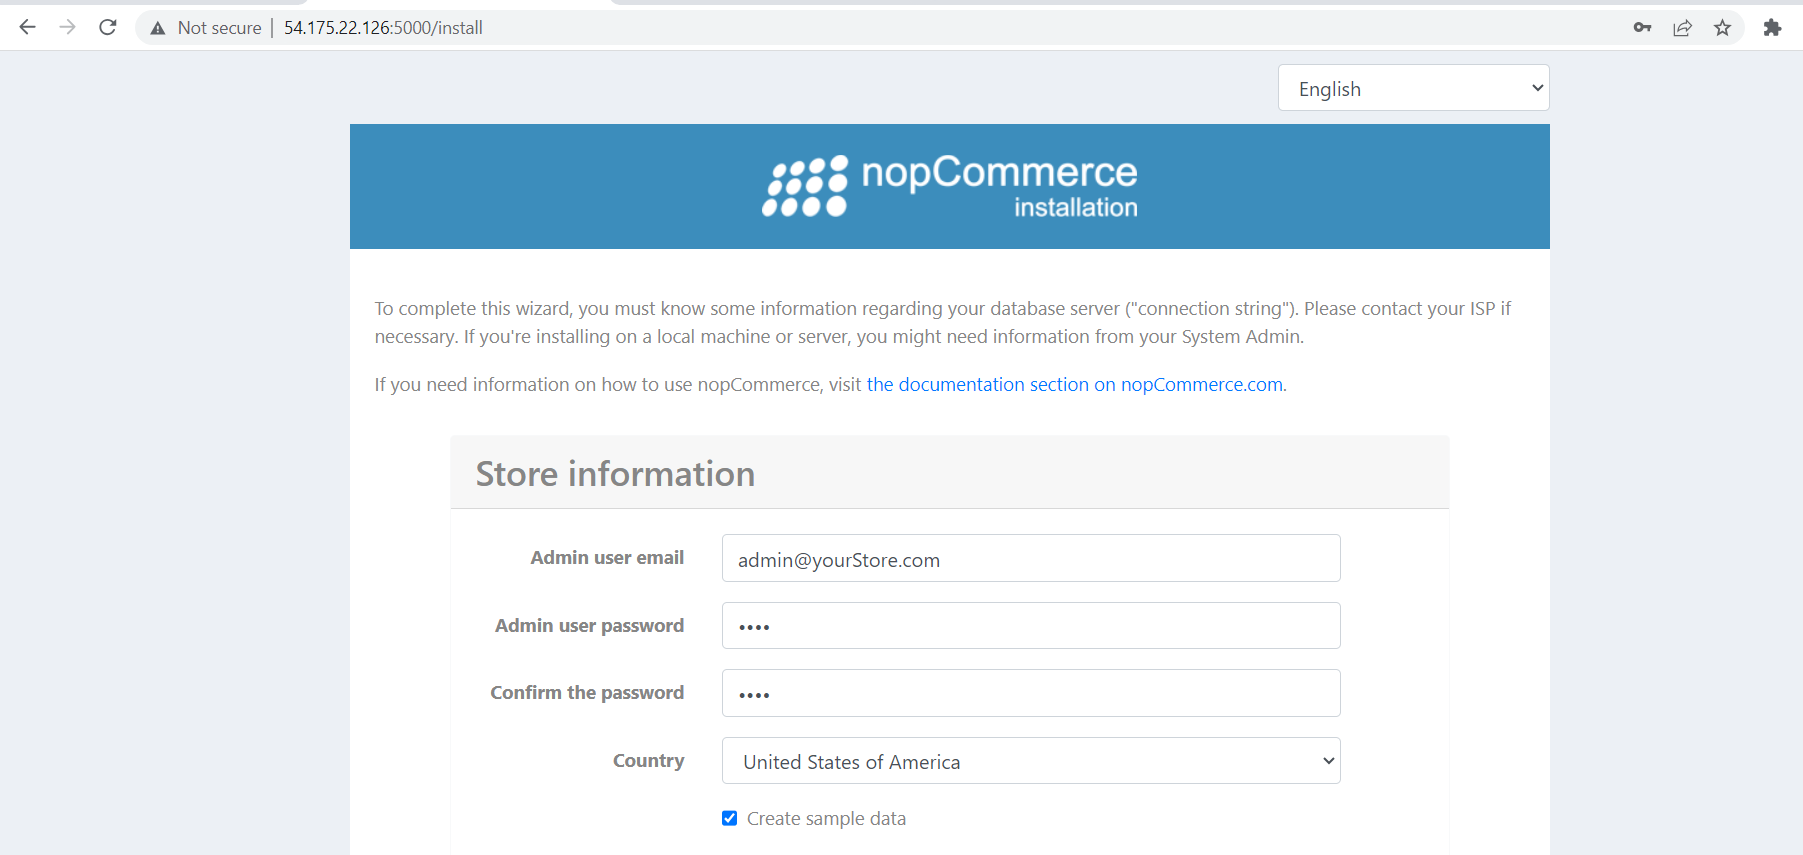 Not secure | 54.175.22.126:5000/install
English
nopCommerce
installation
To complete this wizard, you must know some information regarding your database server ("connection string"). Please contact your ISP if
necessary. If you're installing on a local machine or server, you might need information from your System Admin.
If you need information on how to use nopCommerce, visit the documentation section on nopCommerce.com.
Store information
Admin user email
admin@yourStore.com
Admin user password
••••
Confirm the password
••••
Country
United States of America
Create sample data